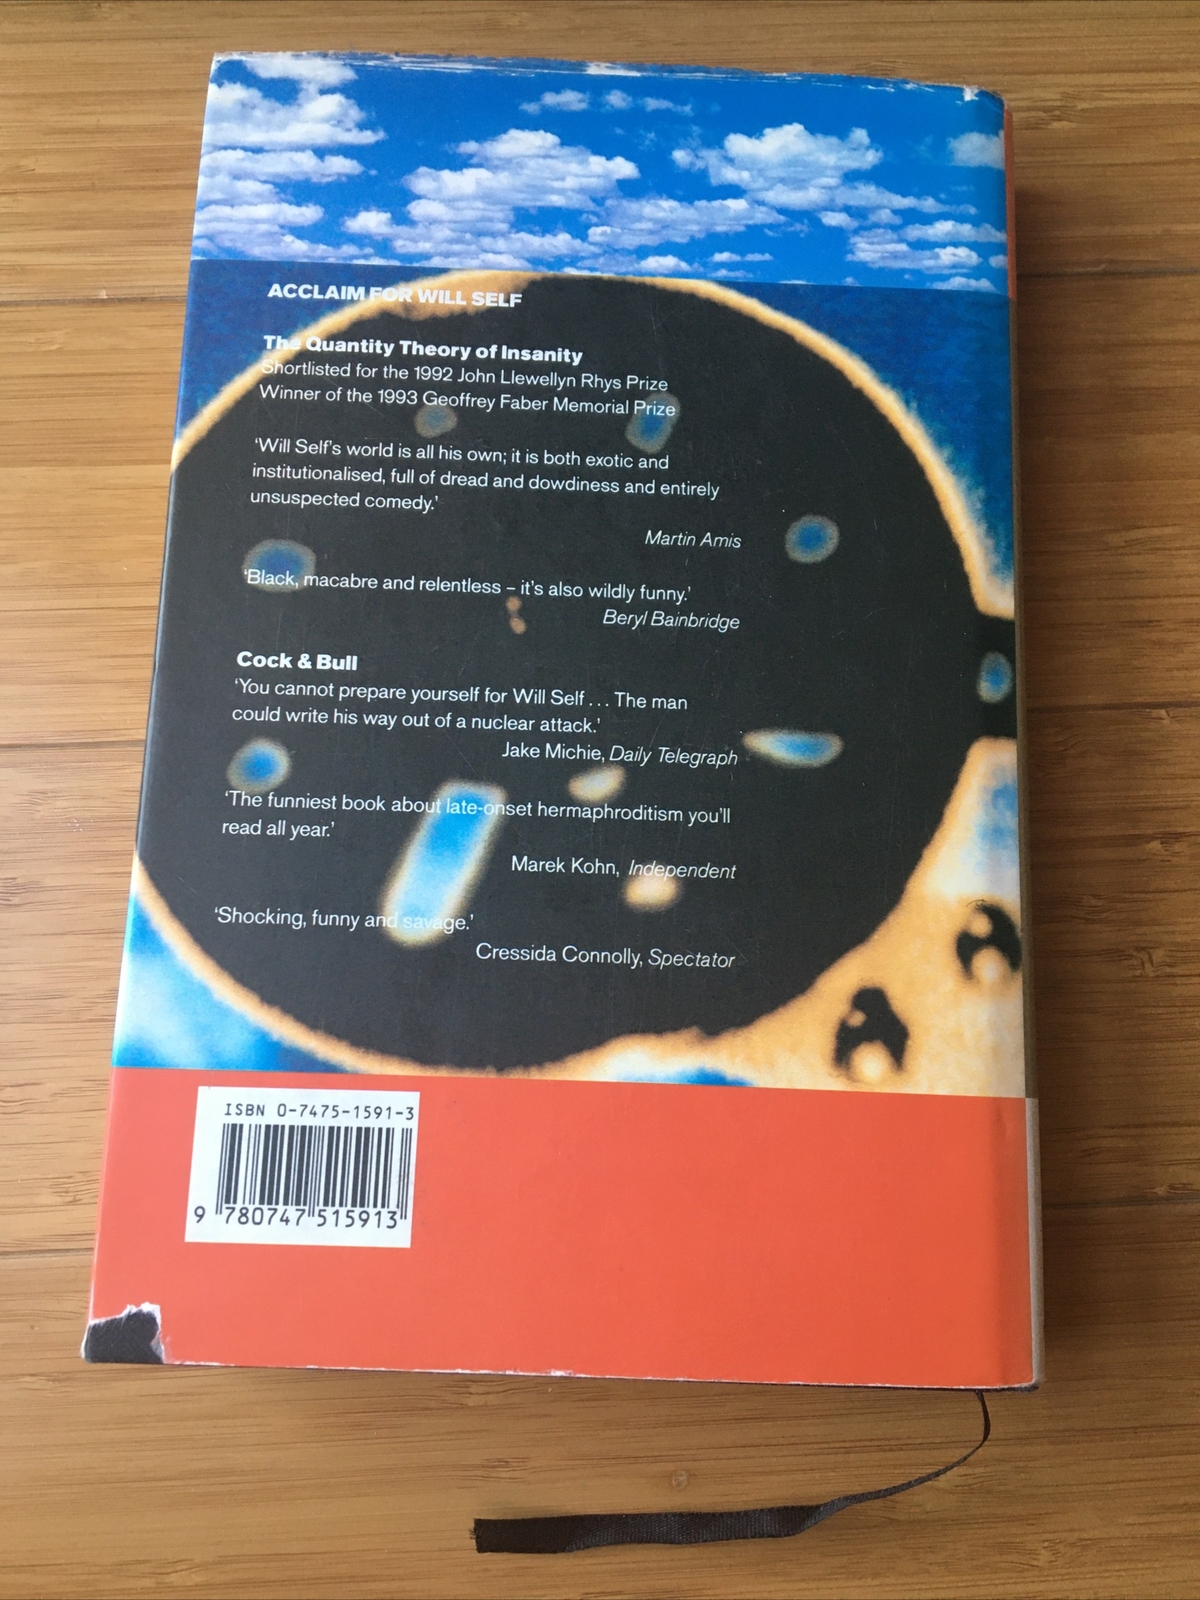 ACCLAIM FOR WILL SELF
The Quantity Theory of Insanity
Shortlisted for the 1992 John Llewellyn Rhys Prize
Winner of the 1993 Geoffrey Faber Memorial Prize
‘Will Self’s world is all his own; it is both exotic and
institutionalised, full of dread and dowdiness and entirely
unsuspected comedy.’
Martin Amis
‘Black, macabre and relentless – it’s also wildly funny.’
Beryl Bainbridge
Cock & Bull
‘You cannot prepare yourself for Will Self . . . The man
could write his way out of a nuclear attack.’
Jake Michie, Daily Telegraph
‘The funniest book about late-onset hermaphroditism you’ll
read all year.’
Marek Kohn, Independent
‘Shocking, funny and savage.’
Cressida Connolly, Spectator
ISBN 0-7475-1591-3
9 780747 515913